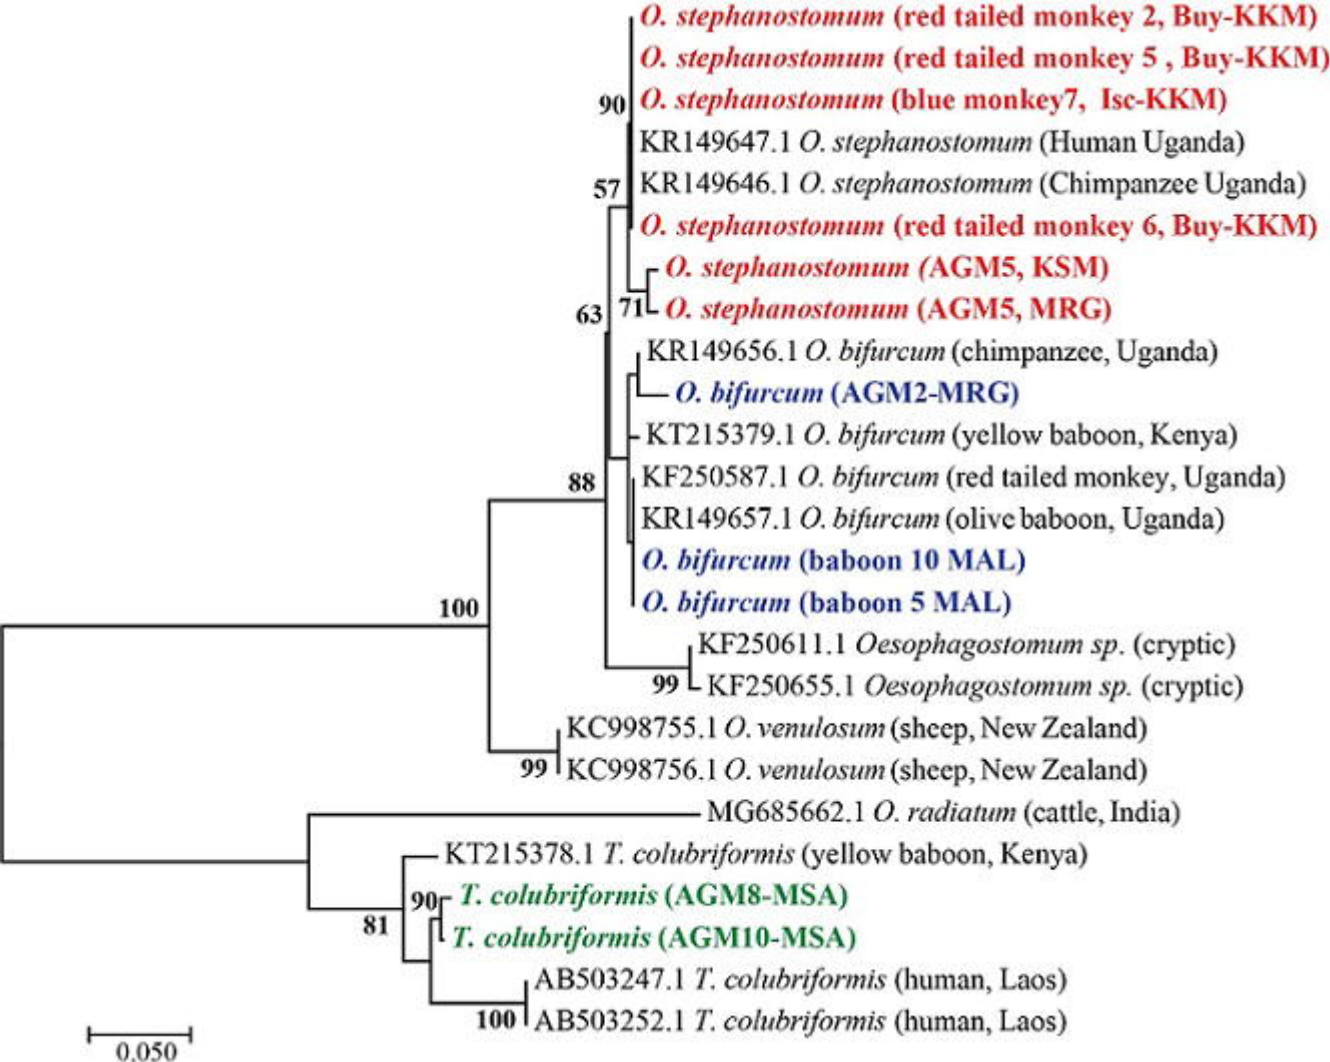 O. stephanostomum (red tailed monkey 2, Buy-KKM)
O. stephanostomum (red tailed monkey 5 , Buy-KKM)
90
O. stephanostomum (blue monkey7, Isc-KKM)
KR149647.1 O. stephanostomum (Human Uganda)
57
KR149646.1 O. stephanostomum (Chimpanzee Uganda)
O. stephanostomum (red tailed monkey 6, Buy-KKM)
O. stephanostomum (AGM5, KSM)
63
71
O. stephanostomum (AGM5, MRG)
KR149656.1 O. bifurcum (chimpanzee, Uganda)
O. bifurcum (AGM2-MRG)
KT215379.1 O. bifurcum (yellow baboon, Kenya)
88
KF250587.1 O. bifurcum (red tailed monkey, Uganda)
KR149657.1 O. bifurcum (olive baboon, Uganda)
O. bifurcum (baboon 10 MAL)
100
O. bifurcum (baboon 5 MAL)
KF250611.1 Oesophagostomum sp. (cryptic)
99
KF250655.1 Oesophagostomum sp. (cryptic)
KC998755.1 O. venulosum (sheep, New Zealand)
99
KC998756.1 O. venulosum (sheep, New Zealand)
MG685662.1 O. radiatum (cattle, India)
KT215378.1 T. colubriformis (yellow baboon, Kenya)
90
T. colubriformis (AGM8-MSA)
81
T. colubriformis (AGM10-MSA)
AB503247.1 T. colubriformis (human, Laos)
100
AB503252.1 T. colubriformis (human, Laos)
0.050